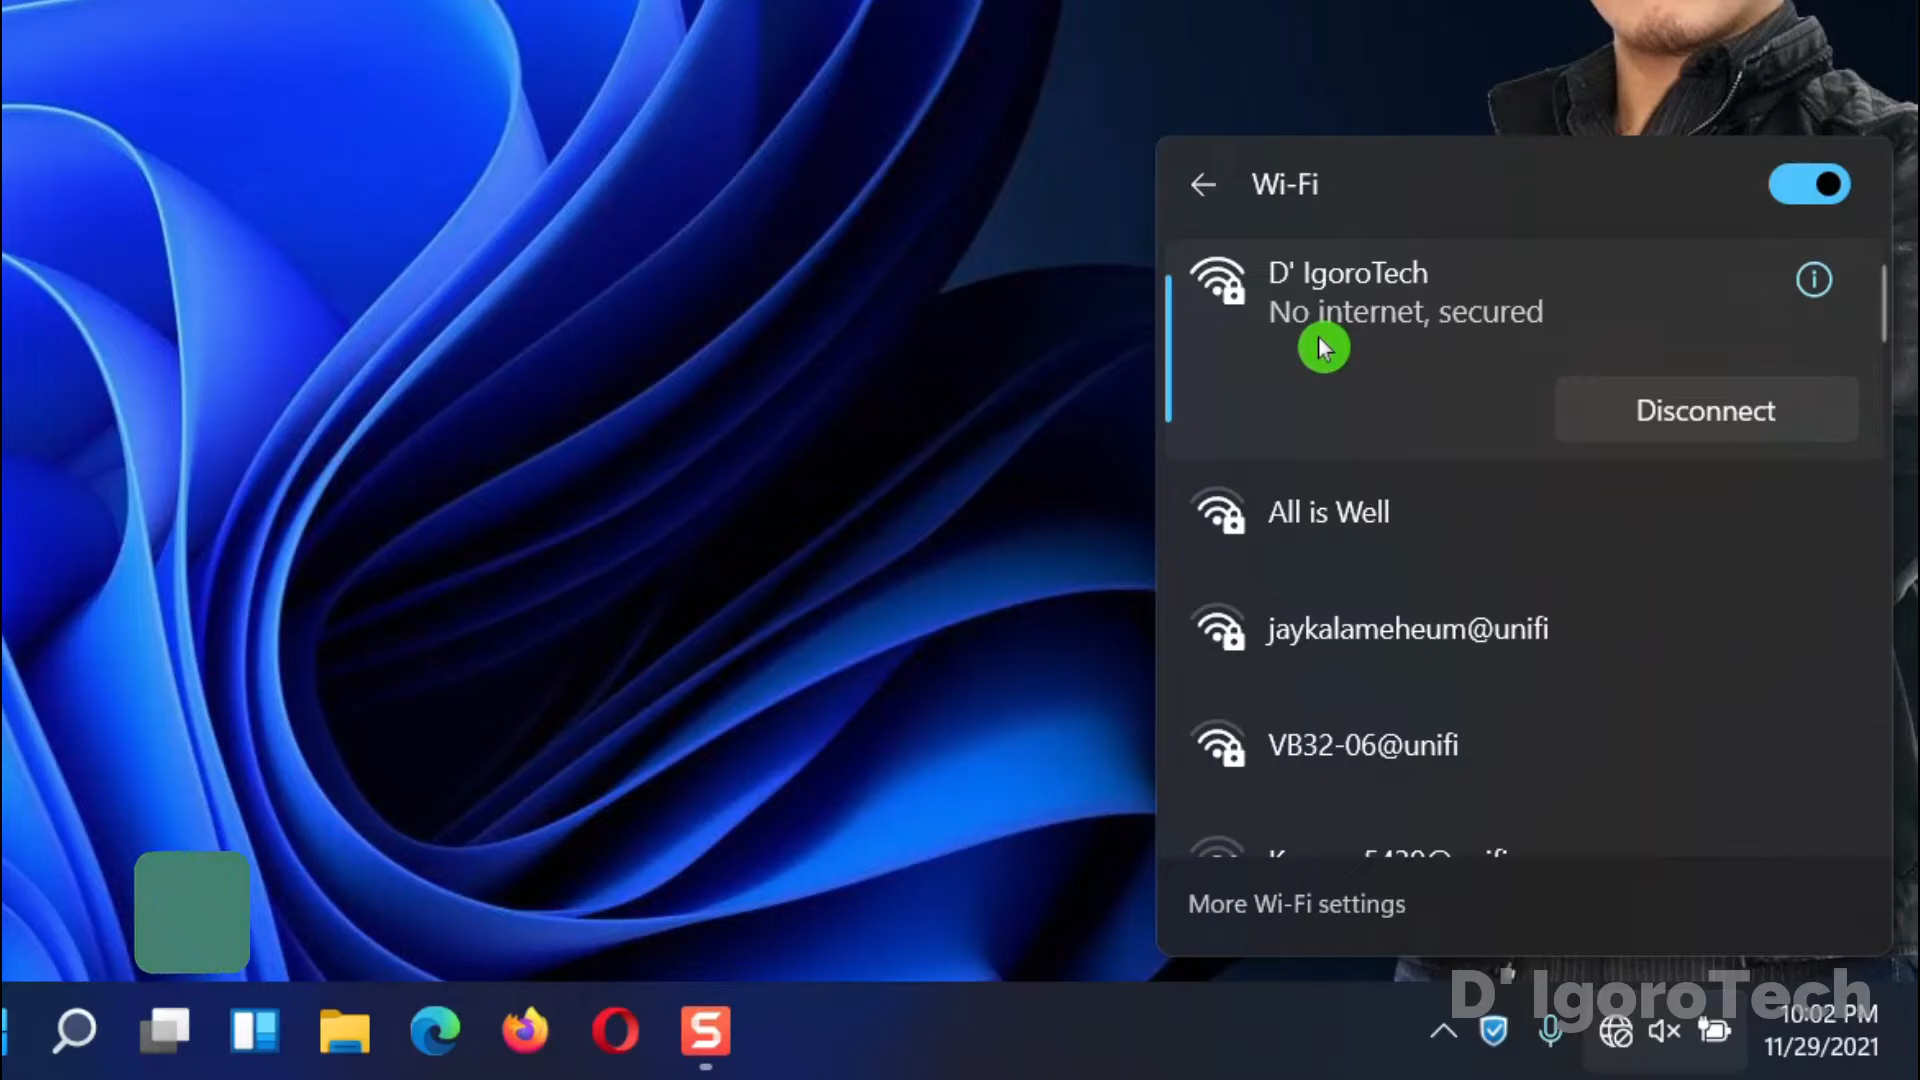 Wi-Fi
D' IgoroTech
No internet, secured
Disconnect
All is Well
jaykalameheum@unifi
VB32-06@unifi
More Wi-Fi settings
D' IgoroTech
S
10:02 PM
11/29/2021